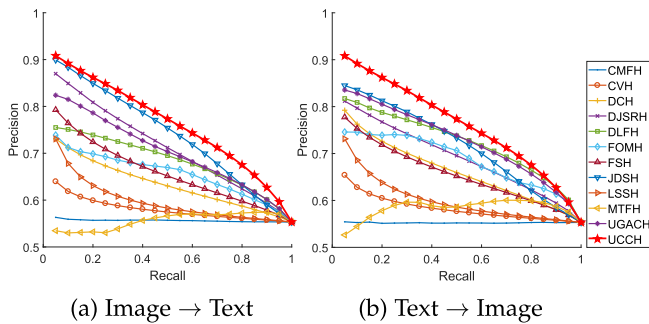 1
0.9
0.8
0.7
0.6
0.5
Precision
0 0.2 0.4 0.6 0.8 1
Recall
(a) Image → Text
1
0.9
0.8
0.7
0.6
0.5
Precision
0 0.2 0.4 0.6 0.8 1
Recall
(b) Text → Image
CMFH
CVH
DCH
DJSRH
DLFH
FOMH
FSH
JDSH
LSSH
MTFH
UGACH
UCCH